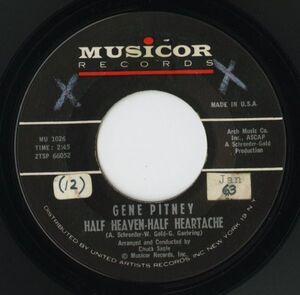 MUSICOR
RECORDS
MADE IN U.S.A
MU 1026
TIME: 2:45
2TSP 66052
Arch Music Co.
Inc., ASCAP
A Schroeder-Gold
Production
(12)
Jan
63
GENE PITNEY
HALF HEAVEN-HALF HEARTACHE
(A. Schroeder-W. Gold-G. Goehring)
Arranged and Conducted by
Chuck Sagle
© Musicor Records, Inc.
DISTRIBUTED BY UNITED ARTISTS RECORDS INC NEW YORK 19 N Y